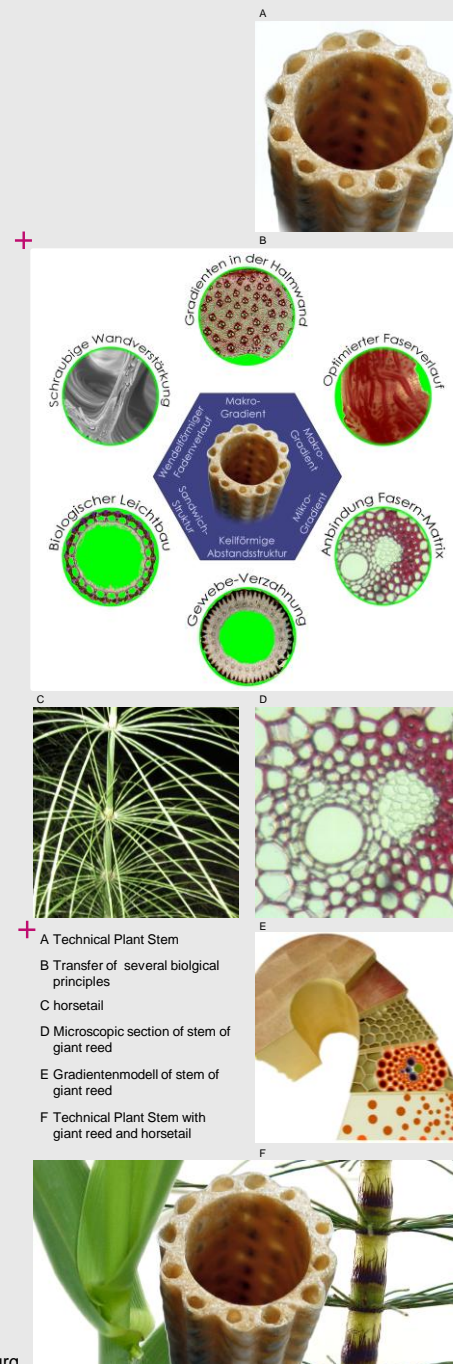 A
B
Gradienten in der Halmwand
Schraubige Wandverstärkung
Optimierter Faserverlauf
Makro-
Gradient
Wendelförmiger
Fadenverlauf
Makro-
Gradient
Sandwich-
Struktur
Mikro-
Gradient
Keilförmige
Abstandsstruktur
Biologischer Leichtbau
Anbindung Fasern-Matrix
Gewebe-Verzahnung
C
D
A Technical Plant Stem
B Transfer of several biolgical
principles
C horsetail
D Microscopic section of stem of
giant reed
E Gradientenmodell of stem of
giant reed
F Technical Plant Stem with
giant reed and horsetail
E
F